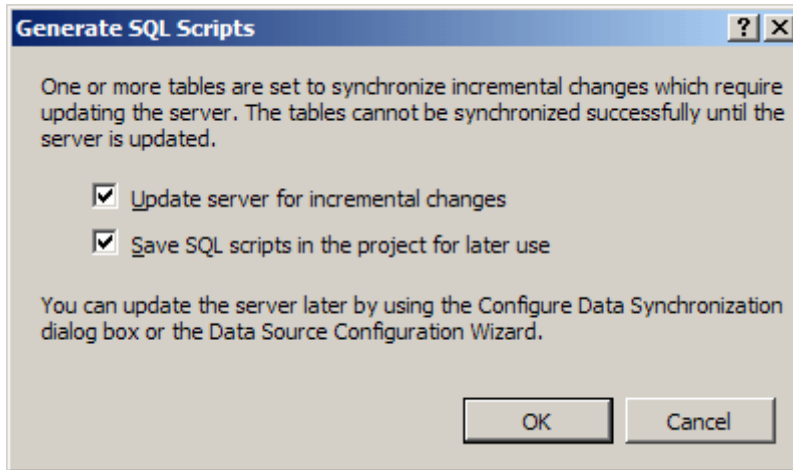 Generate SQL Scripts
One or more tables are set to synchronize incremental changes which require
updating the server. The tables cannot be synchronized successfully until the
server is updated.
Update server for incremental changes
Save SQL scripts in the project for later use
You can update the server later by using the Configure Data Synchronization
dialog box or the Data Source Configuration Wizard.
OK Cancel